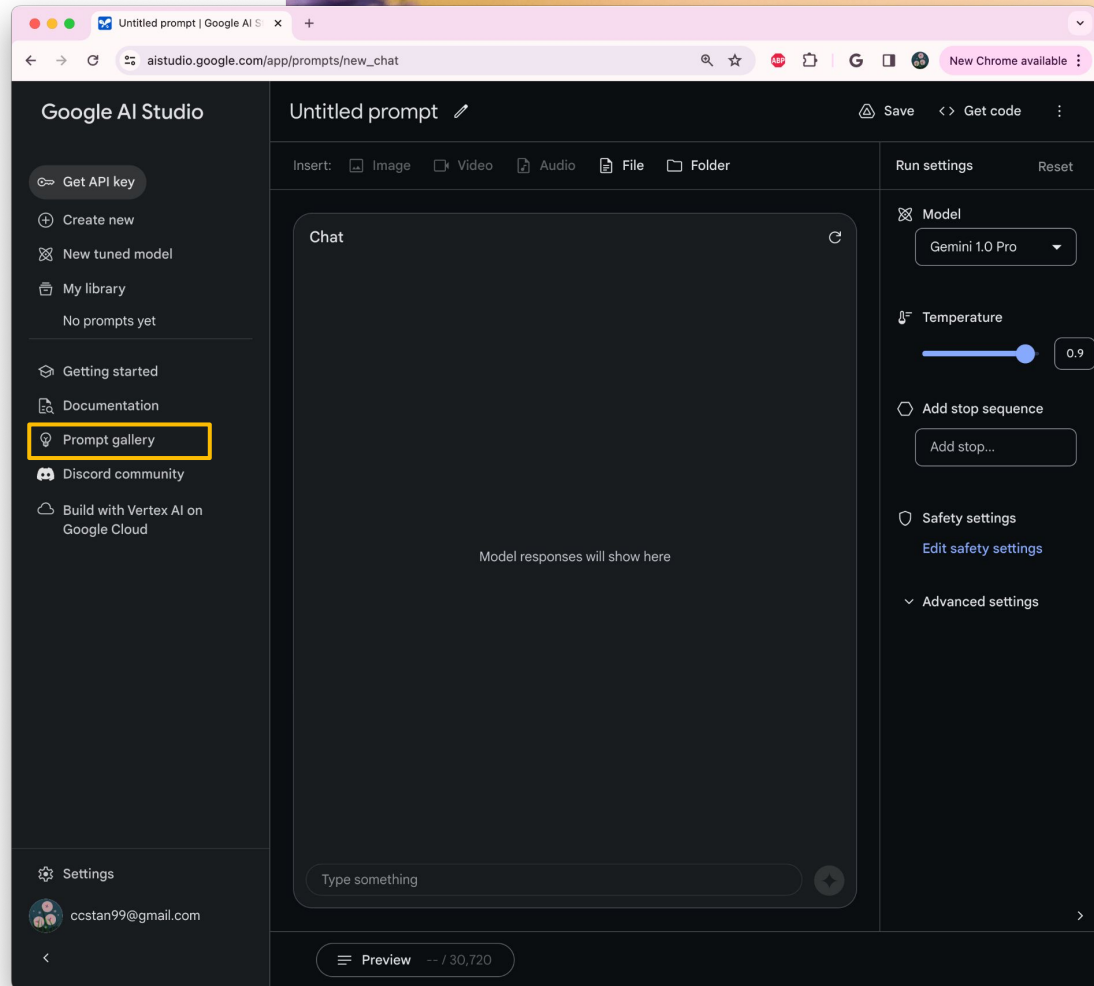 Untitled prompt | Google AI S
aistudio.google.com/app/prompts/new_chat
ABP
G
New Chrome available
Google AI Studio
Get API key
Create new
New tuned model
My library
No prompts yet
Getting started
Documentation
Prompt gallery
Discord community
Build with Vertex AI on
Google Cloud
Settings
ccstan99@gmail.com
Untitled prompt
Save
<> Get code
Insert:
Image
Video
Audio
File
Folder
Chat
Model responses will show here
Type something
Preview -- / 30,720
Run settings
Reset
Model
Gemini 1.0 Pro
Temperature
0.9
Add stop sequence
Add stop...
Safety settings
Edit safety settings
Advanced settings